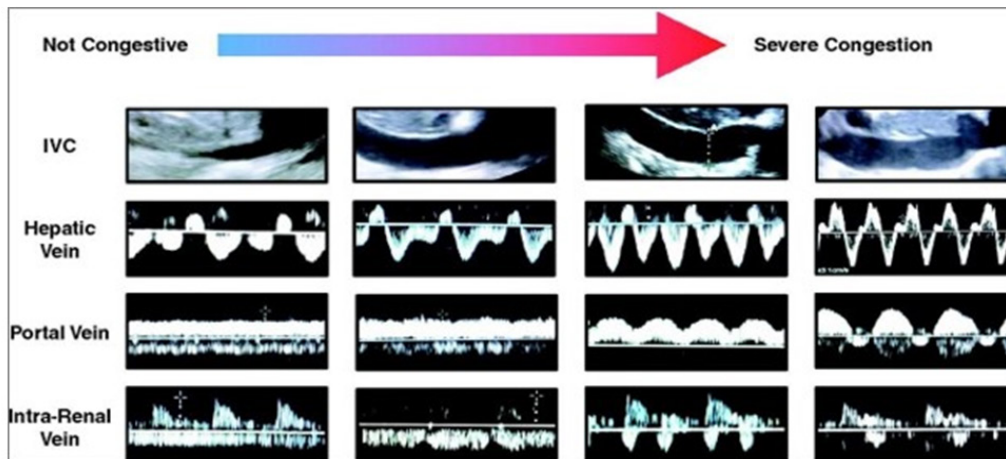 Not Congestive
Severe Congestion
IVC
Hepatic
Vein
Portal Vein
Intra-Renal
Vein